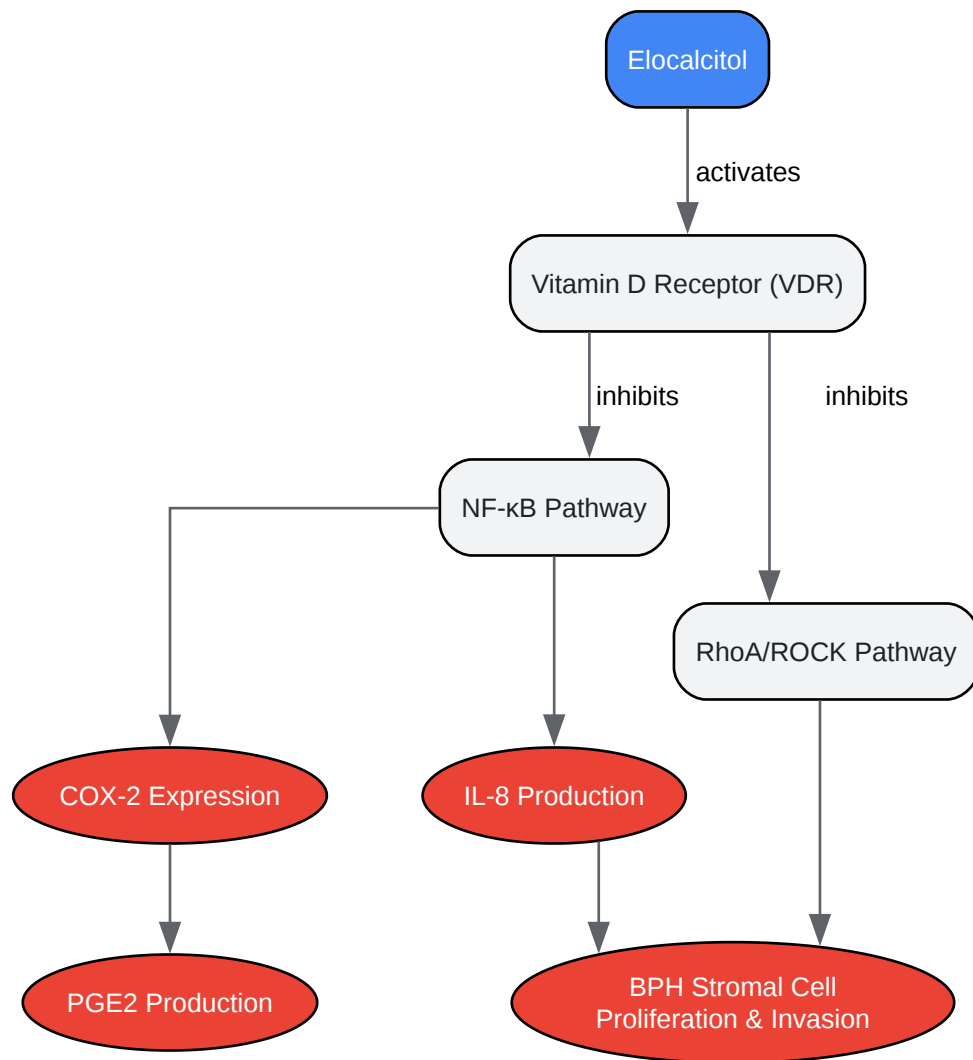 Elocalcitol
activates
Vitamin D Receptor (VDR)
inhibits
inhibits
NF-κB Pathway
RhoA/ROCK Pathway
COX-2 Expression
IL-8 Production
PGE2 Production
BPH Stromal Cell
Proliferation & Invasion